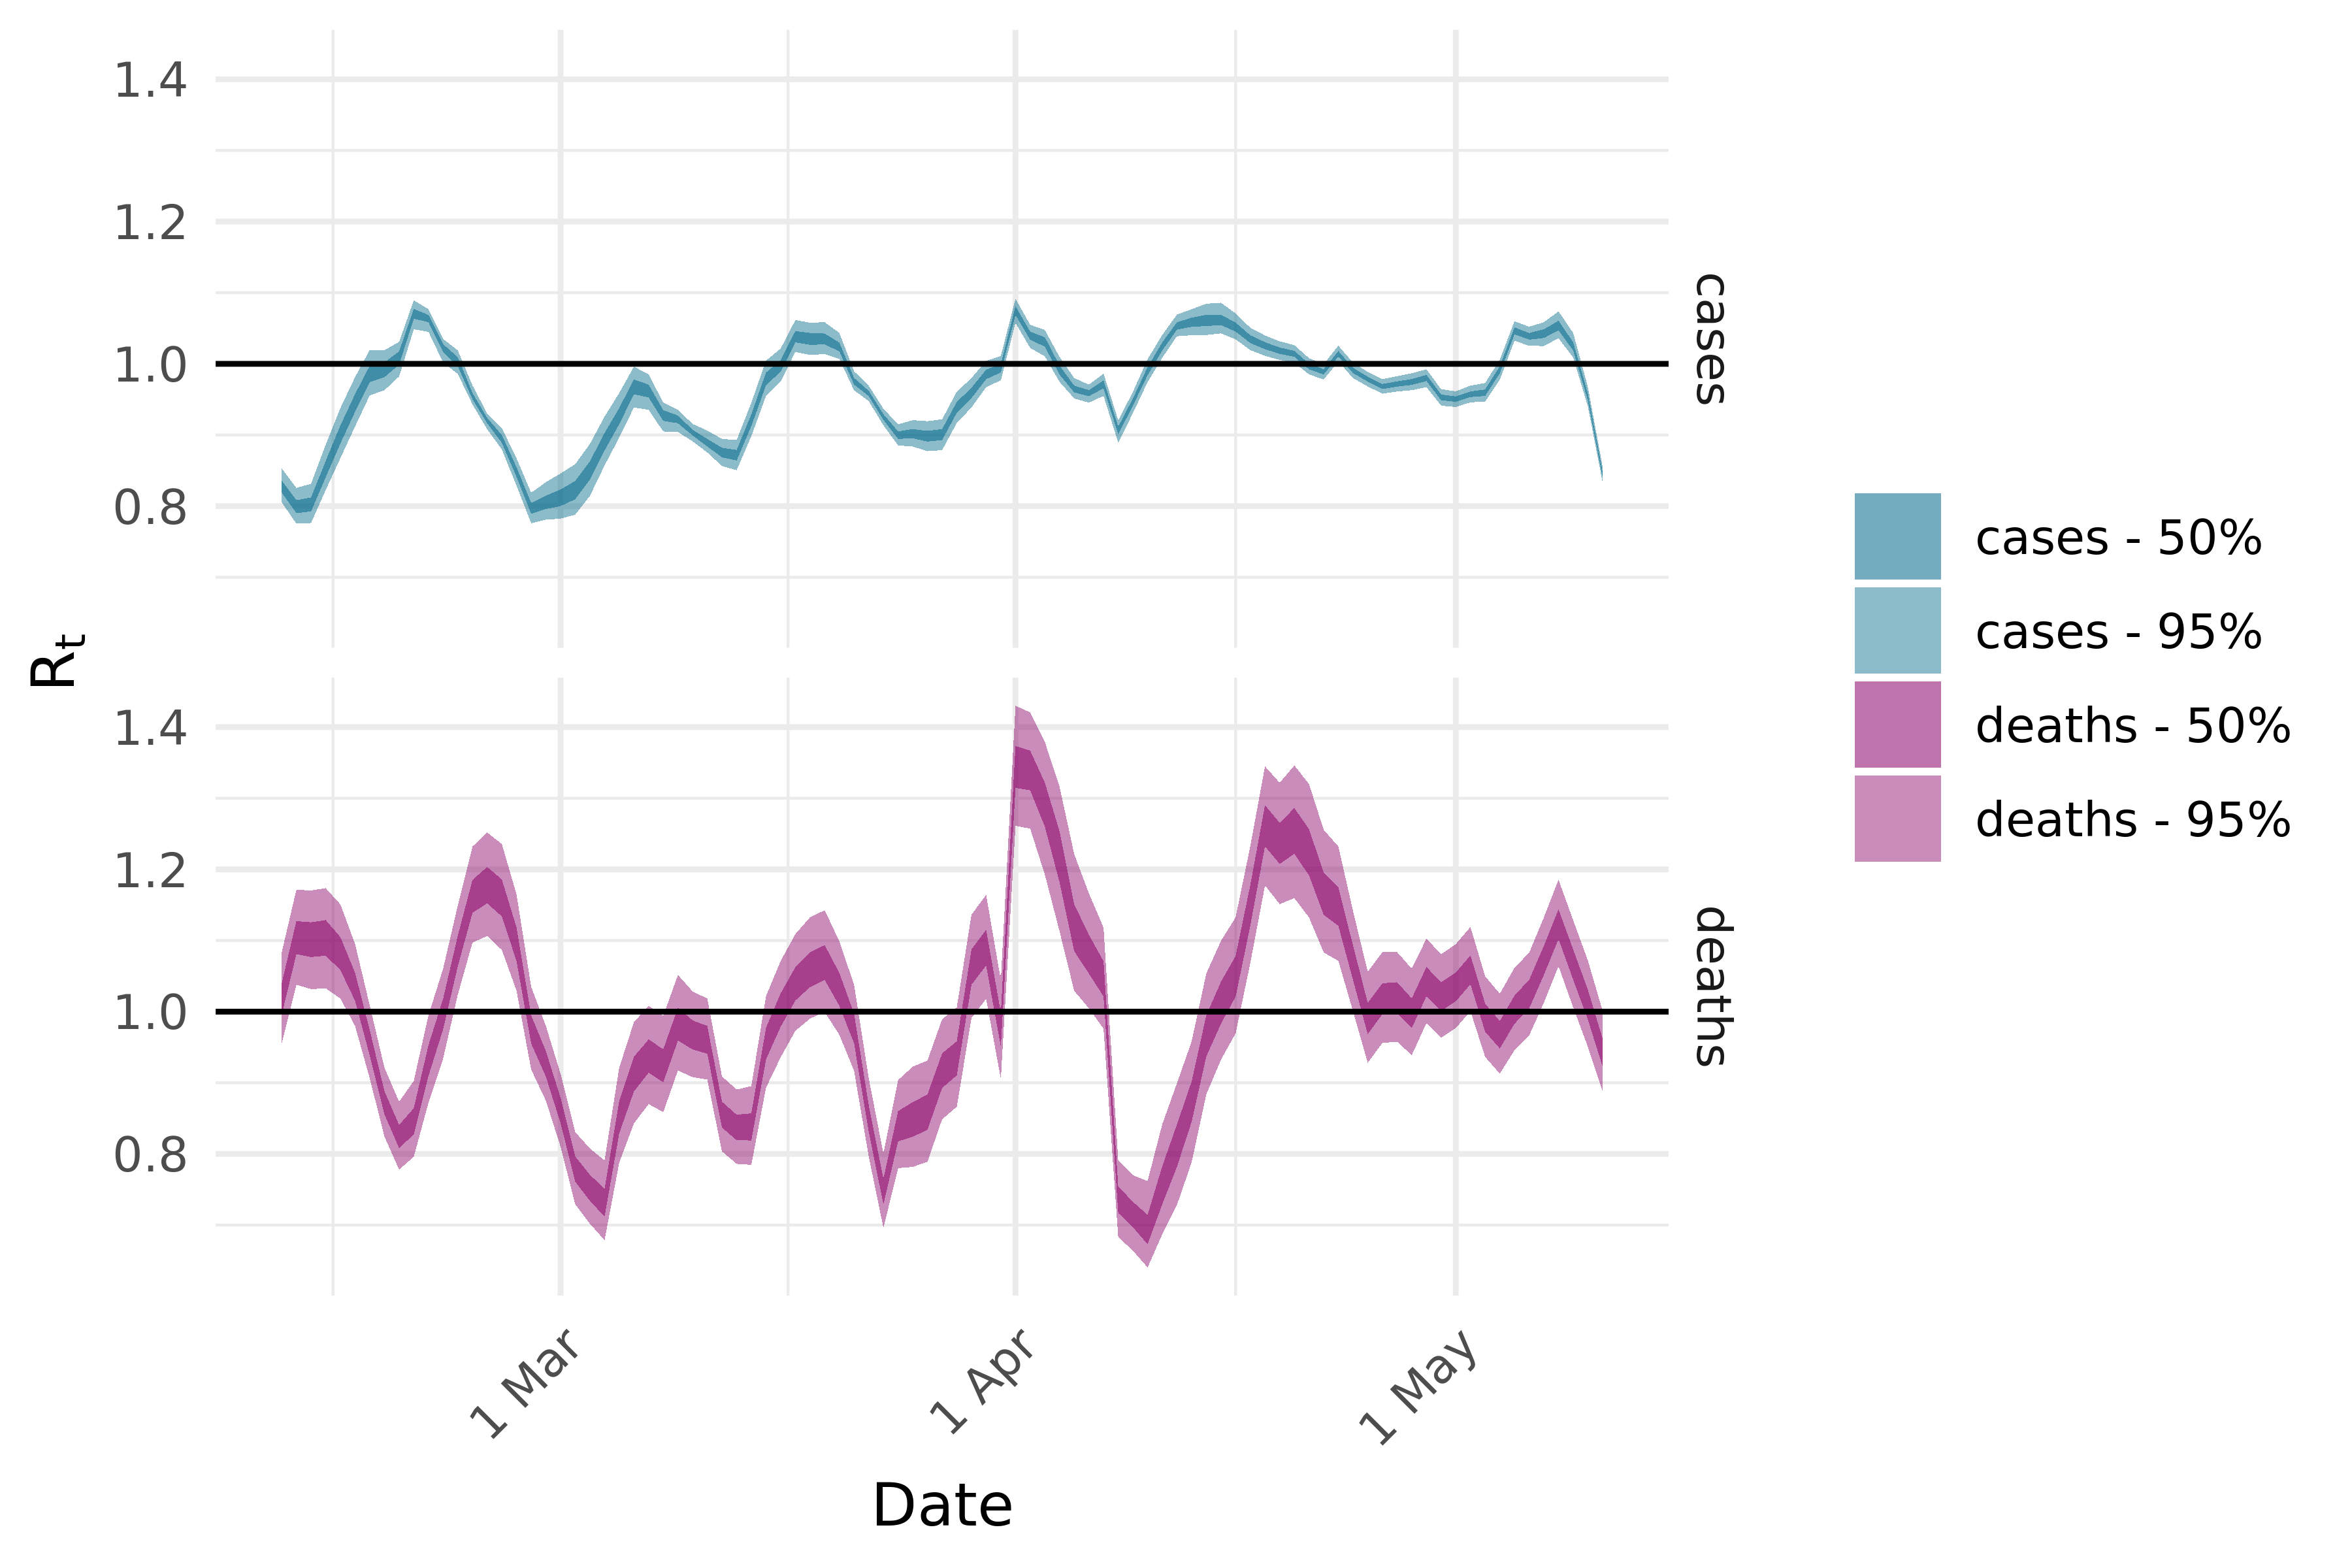 1.4
1.2
1.0
0.8
cases
Rt
1.4
1.2
1.0
0.8
deaths
1 Mar
1 Apr
1 May
Date
cases - 50%
cases - 95%
deaths - 50%
deaths - 95%